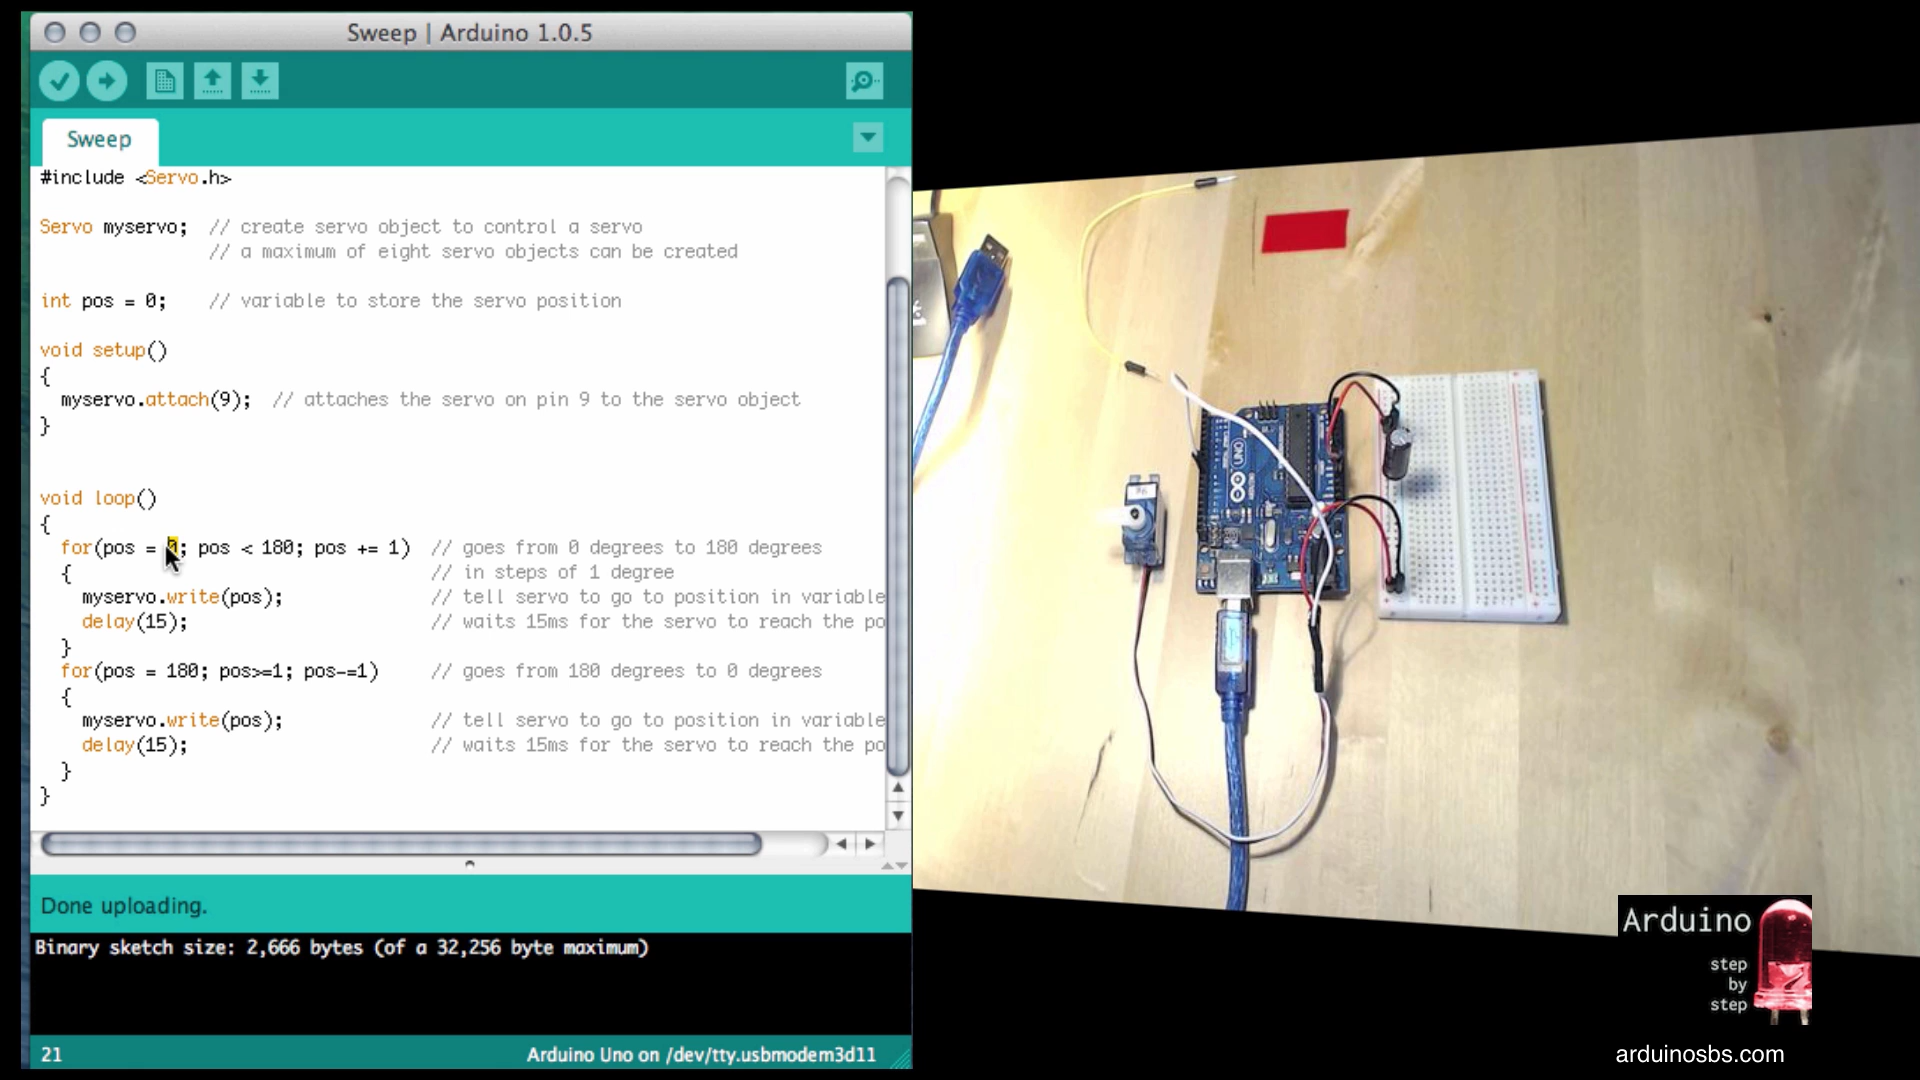 Sweep | Arduino 1.0.5
Sweep
#include <Servo.h>
Servo myservo;  // create servo object to control a servo
// a maximum of eight servo objects can be created
int pos = 0;    // variable to store the servo position
void setup()
{
myservo.attach(9);  // attaches the servo on pin 9 to the servo object
}
void loop()
{
for(pos = 0; pos < 180; pos += 1)  // goes from 0 degrees to 180 degrees
{                                  // in steps of 1 degree
myservo.write(pos);              // tell servo to go to position in variable
delay(15);                       // waits 15ms for the servo to reach the po
}
for(pos = 180; pos>=1; pos-=1)     // goes from 180 degrees to 0 degrees
{
myservo.write(pos);              // tell servo to go to position in variable
delay(15);                       // waits 15ms for the servo to reach the po
}
}
Done uploading.
Binary sketch size: 2,666 bytes (of a 32,256 byte maximum)
21
Arduino Uno on /dev/tty.usbmodem3d11
UNO
ARDUINO
Arduino
step
by
step
arduinosbs.com